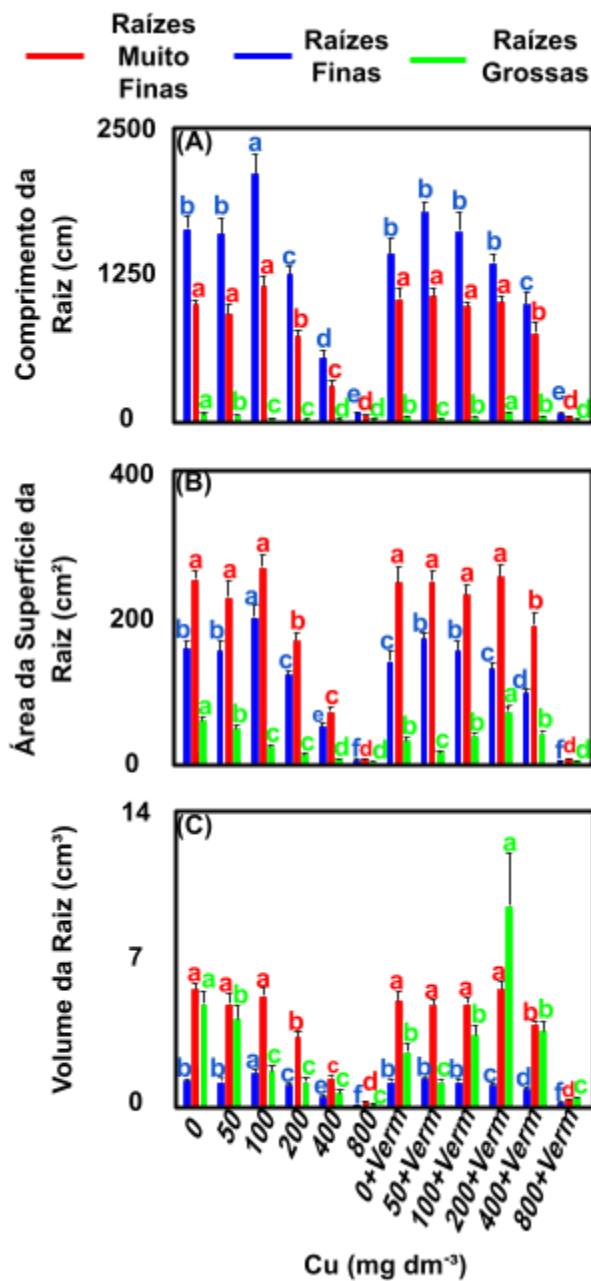 Raízes
Muito
Finas
Raízes
Finas
Raízes
Grossas
Comprimento da
Raiz (cm)
2500
1250
0
(A)
b b a c d e b b b b c e
a a a b c d a a a a b d
a b c c d d b c b a b d
Área da Superfície da
Raiz (cm²)
400
200
0
(B)
b b a c e f c b b c d f
a a a b c d a a a a b d
a b c c d d b c b a b d
Volume da Raiz (cm³)
14
7
0
(C)
b b a c e f b b b c d f
a a a b c d a a a a b d
a b c c c c b c b a b c
0 50 100 200 400 800 0+Verm 50+Verm 100+Verm 200+Verm 400+Verm 800+Verm
Cu (mg dm⁻³)